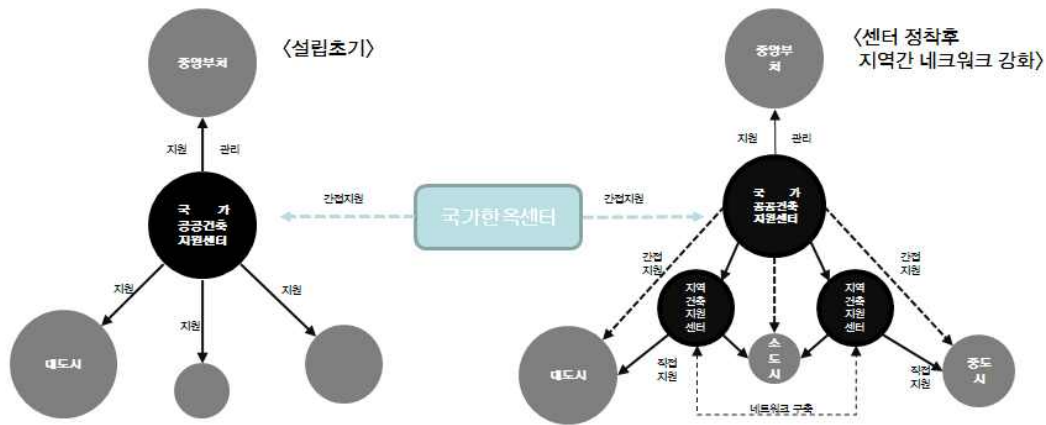 〈설립초기〉
중앙부처
지원
관리
국 가
공공건축
지원센터
지원
지원
지원
대도시
간접지원
국가한옥센터
간접지원
〈센터 정착후
지역간 네크워크 강화〉
중앙부
처
지원
관리
국 가
공공건축
지원센터
간접
지원
간접
지원
지역
건축
지원
센터
지역
건축
지원
센터
대도시
직접
지원
소
도
시
직접
지원
중도
시
네트워크 구축